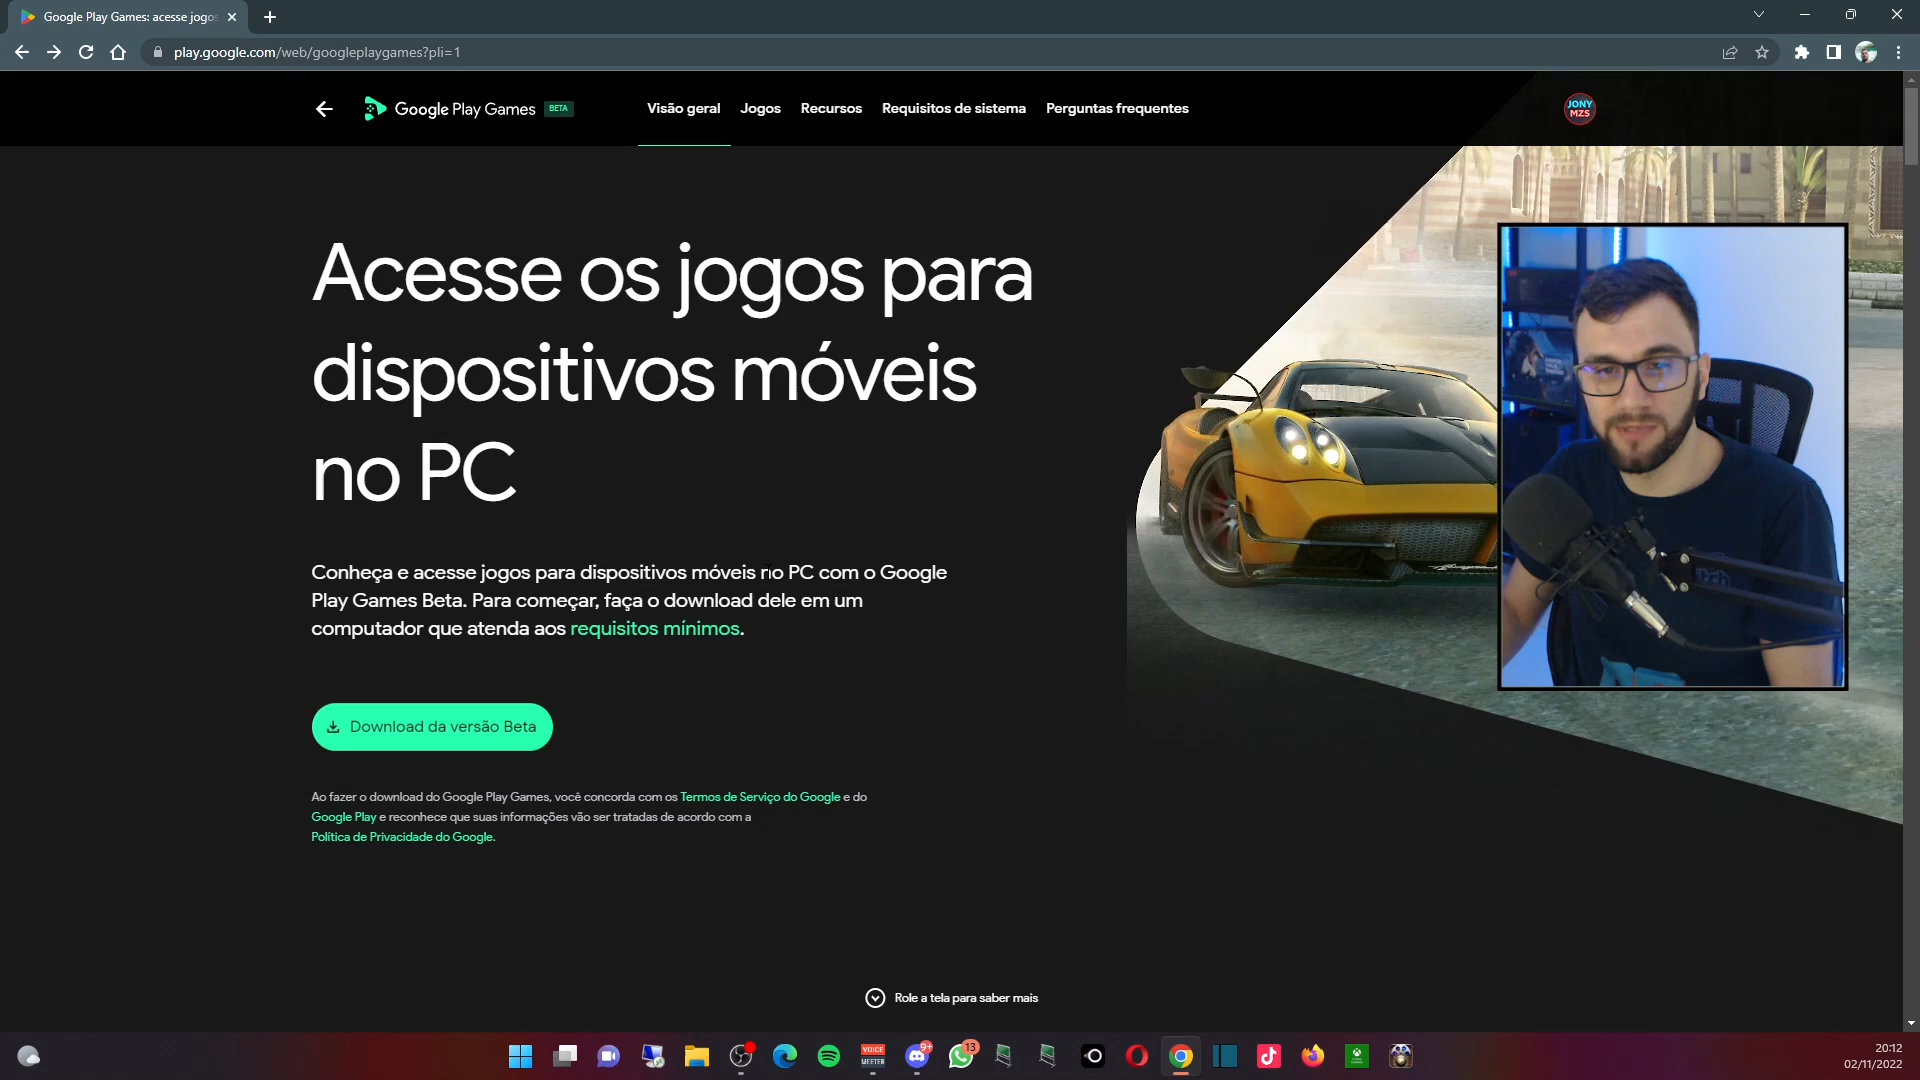 Google Play Games: acesse jogos
play.google.com/web/googleplaygames?pli=1
Google Play Games BETA
Visão geral Jogos Recursos Requisitos de sistema Perguntas frequentes
JONY
MZS
Acesse os jogos para
dispositivos móveis
no PC
Conheça e acesse jogos para dispositivos móveis no PC com o Google
Play Games Beta. Para começar, faça o download dele em um
computador que atenda aos requisitos mínimos.
Download da versão Beta
Ao fazer o download do Google Play Games, você concorda com os Termos de Serviço do Google e do
Google Play e reconhece que suas informações vão ser tratadas de acordo com a
Política de Privacidade do Google.
Role a tela para saber mais
VOICE
MEETER
9+
13
20:12
02/11/2022